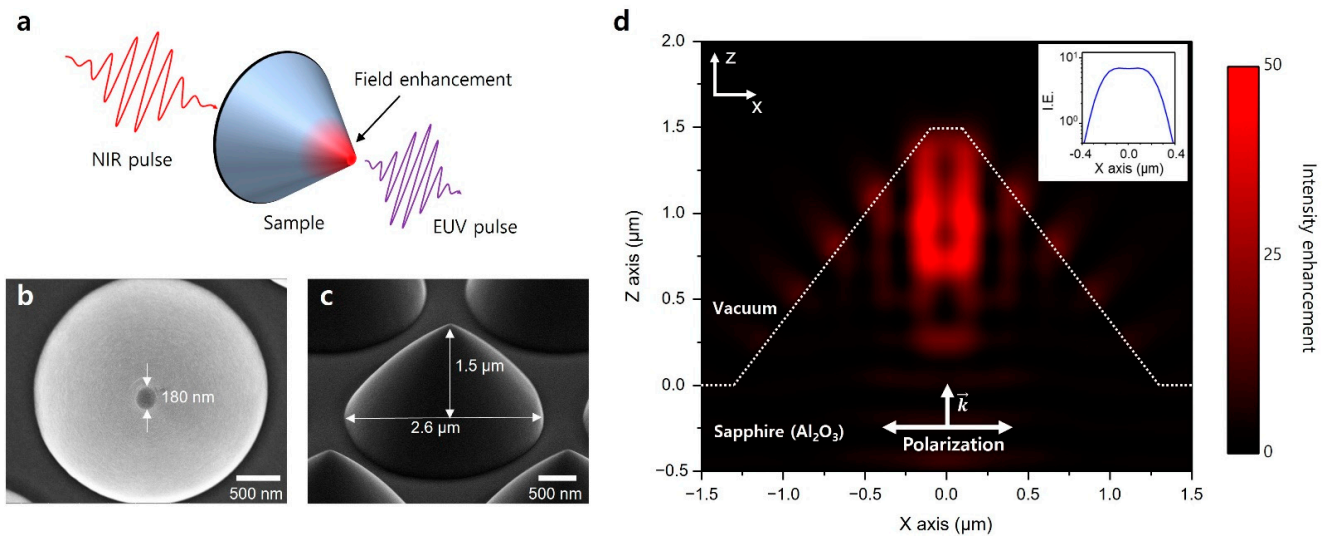 a
NIR pulse
Field enhancement
Sample
EUV pulse
b
180 nm
500 nm
c
1.5 µm
2.6 µm
500 nm
d
2.0
1.5
1.0
0.5
0.0
−0.5
Z axis (µm)
Z
X
Vacuum
Sapphire (Al₂O₃)
k⃗
Polarization
−1.5 −1.0 −0.5 0.0 0.5 1.0 1.5
X axis (µm)
10¹
10⁰
I.E.
-0.4 0.0 0.4
X axis (µm)
50
25
0
Intensity enhancement